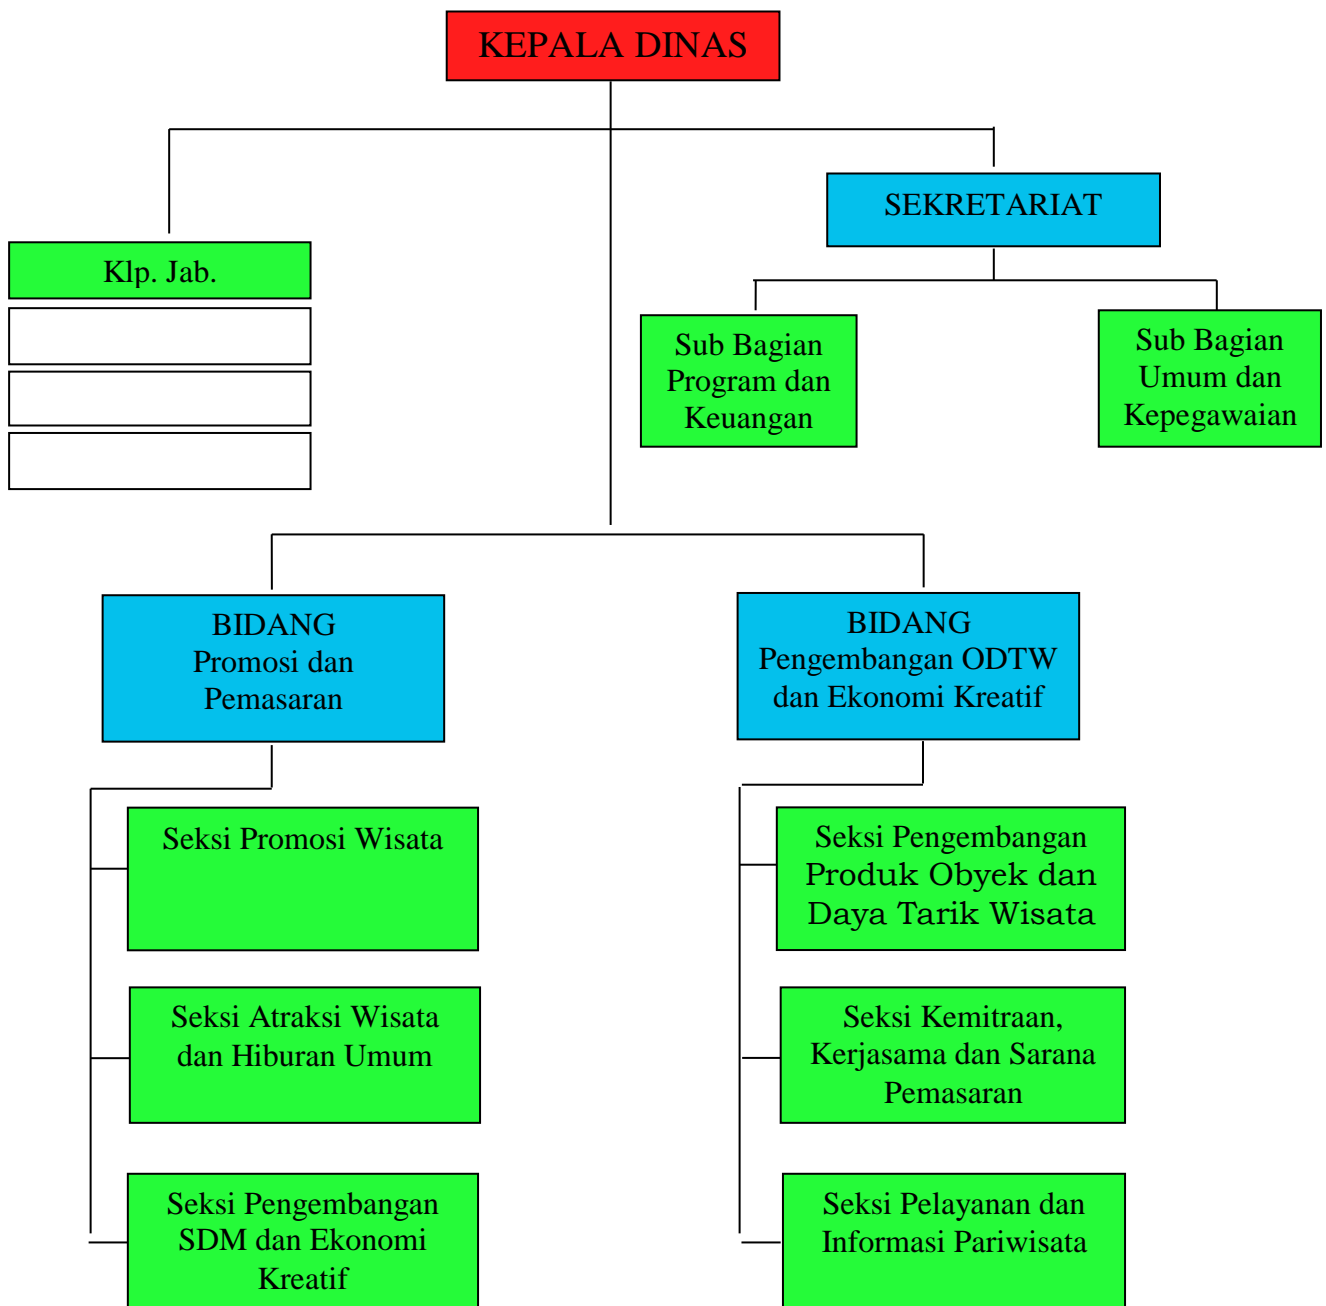 KEPALA DINAS
SEKRETARIAT
Klp. Jab.
Sub Bagian
Program dan
Keuangan
Sub Bagian
Umum dan
Kepegawaian
BIDANG
Promosi dan
Pemasaran
BIDANG
Pengembangan ODTW
dan Ekonomi Kreatif
Seksi Promosi Wisata
Seksi Atraksi Wisata
dan Hiburan Umum
Seksi Pengembangan
SDM dan Ekonomi
Kreatif
Seksi Pengembangan
Produk Obyek dan
Daya Tarik Wisata
Seksi Kemitraan,
Kerjasama dan Sarana
Pemasaran
Seksi Pelayanan dan
Informasi Pariwisata